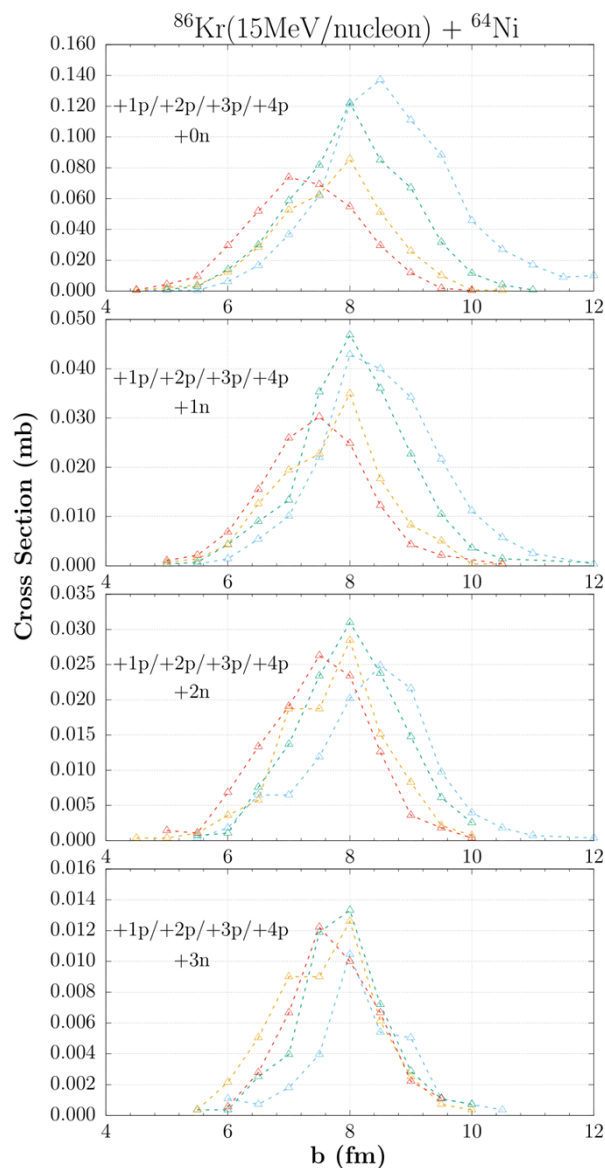 ⁸⁶Kr(15MeV/nucleon) + ⁶⁴Ni
Cross Section (mb)
0.160
0.140
0.120
0.100
0.080
0.060
0.040
0.020
0.000
+1p/+2p/+3p/+4p
+0n
4 6 8 10 12
0.050
0.040
0.030
0.020
0.010
0.000
+1p/+2p/+3p/+4p
+1n
4 6 8 10 12
0.035
0.030
0.025
0.020
0.015
0.010
0.005
0.000
+1p/+2p/+3p/+4p
+2n
4 6 8 10 12
0.016
0.014
0.012
0.010
0.008
0.006
0.004
0.002
0.000
+1p/+2p/+3p/+4p
+3n
4 6 8 10 12
b (fm)